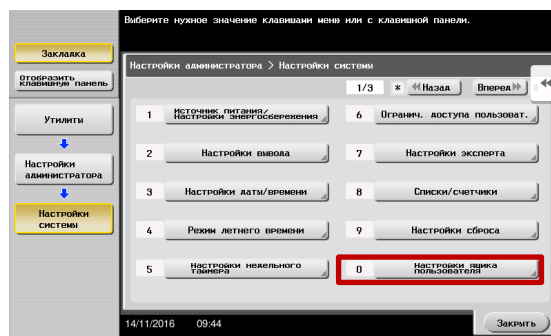 Выберите нужное значение клавишами меню или с клавишной панели.
Закладка
Отобразить
клавишную панель
Утилиты
Настройки
администратора
Настройки
системы
Настройки администратора > Настройки системы
1/3 * Назад Вперед
1 Источник питания/
Настройки энергосбережения
6 Огранич. доступа пользоват.
2 Настройки вывода
7 Настройки эксперта
3 Настройки даты/времени
8 Списки/счетчики
4 Режим летнего времени
9 Настройки сброса
5 Настройки недельного
таймера
0 Настройки ящика
пользователя
14/11/2016 09:44
Закрыть